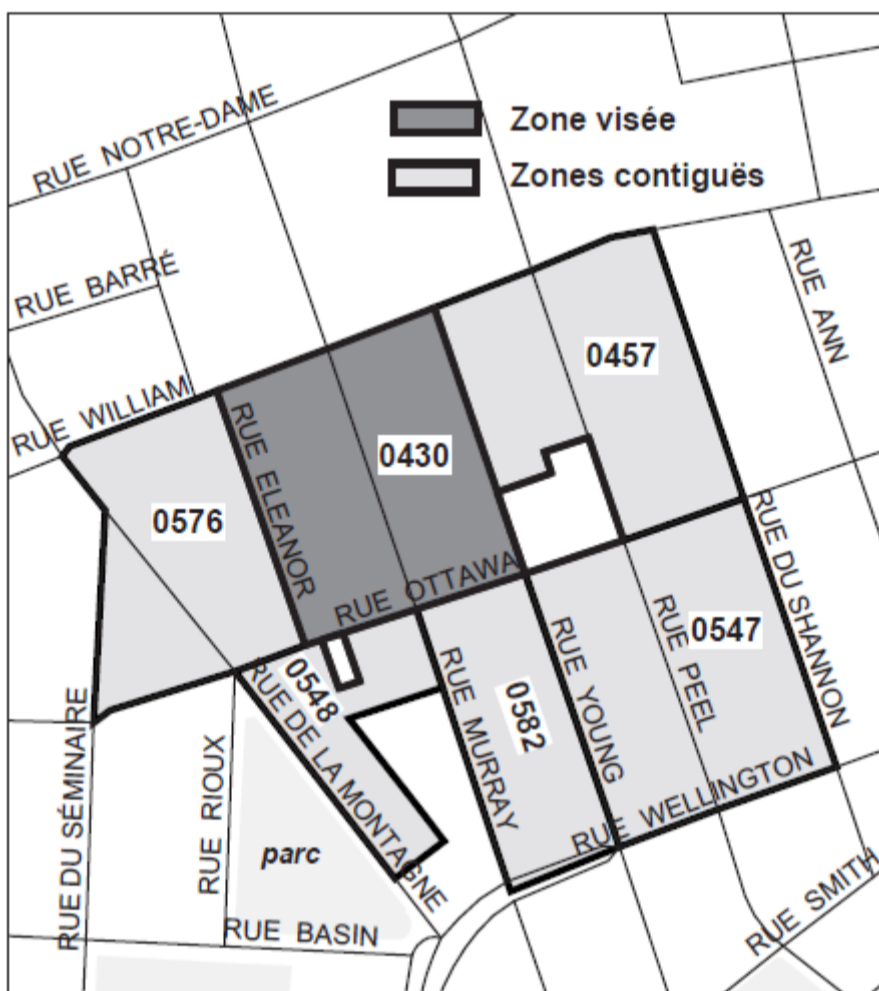 RUE NOTRE-DAME
Zone visée
Zones contiguës
RUE BARRÉ
RUE ANN
RUE WILLIAM
0457
RUE ELEANOR
0430
0576
RUE OTTAWA
RUE DU SHANNON
RUE PEEL
0547
RUE YOUNG
0548
RUE MURRAY
0582
RUE DE LA MONTAGNE
RUE DU SÉMINAIRE
RUE RIOUX
RUE WELLINGTON
parc
RUE SMITH
RUE BASIN